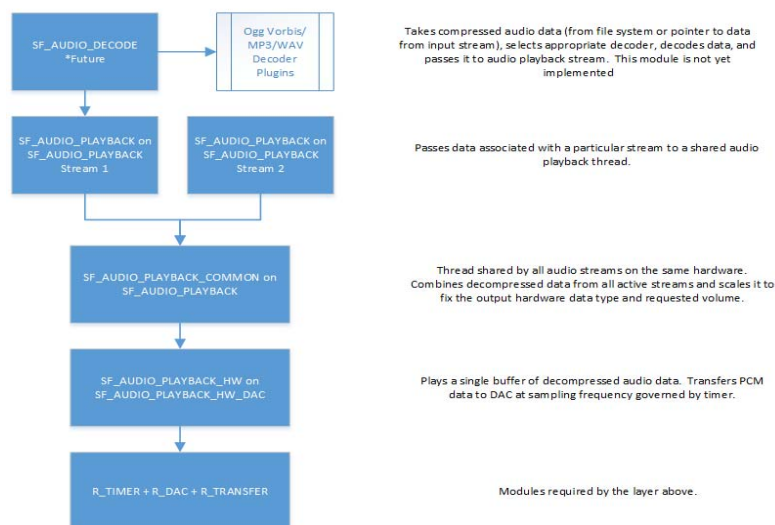 SF_AUDIO_DECODE
*Future
Ogg Vorbis/
MP3/WAV
Decoder
Plugins
Takes compressed audio data (from file system or pointer to data
from input stream), selects appropriate decoder, decodes data, and
passes it to audio playback stream.  This module is not yet
implemented
SF_AUDIO_PLAYBACK on
SF_AUDIO_PLAYBACK
Stream 1
SF_AUDIO_PLAYBACK on
SF_AUDIO_PLAYBACK
Stream 2
Passes data associated with a particular stream to a shared audio
playback thread.
SF_AUDIO_PLAYBACK_COMMON on
SF_AUDIO_PLAYBACK
Thread shared by all audio streams on the same hardware.
Combines decompressed data from all active streams and scales it to
fix the output hardware data type and requested volume.
SF_AUDIO_PLAYBACK_HW on
SF_AUDIO_PLAYBACK_HW_DAC
Plays a single buffer of decompressed audio data.  Transfers PCM
data to DAC at sampling frequency governed by timer.
R_TIMER + R_DAC + R_TRANSFER
Modules required by the layer above.